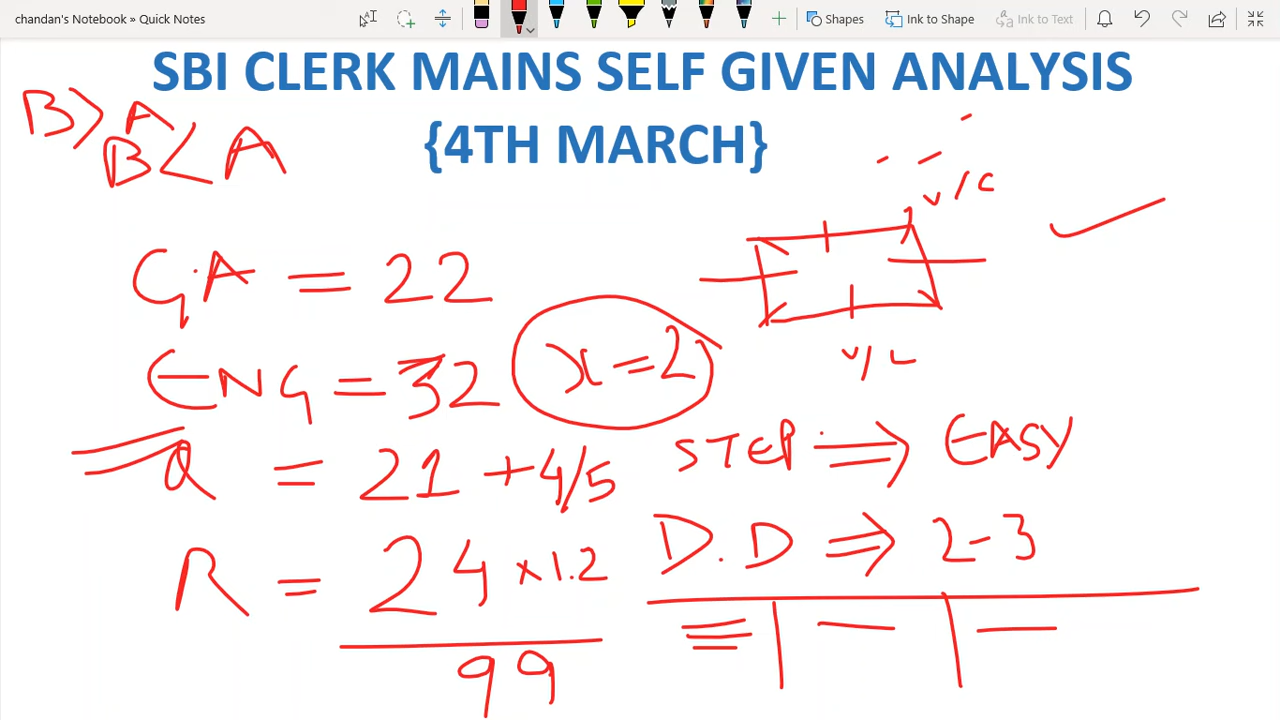 chandan's Notebook » Quick Notes
Shapes
Ink to Shape
Ink to Text
SBI CLERK MAINS SELF GIVEN ANALYSIS
{4TH MARCH}
B > A
B < A
GA = 22
ENG = 32
x = 2
Q = 21 + 4/5
R = 24 × 1.2
99
V/C
V/L
STEP ⇒ EASY
D.D ⇒ 2-3